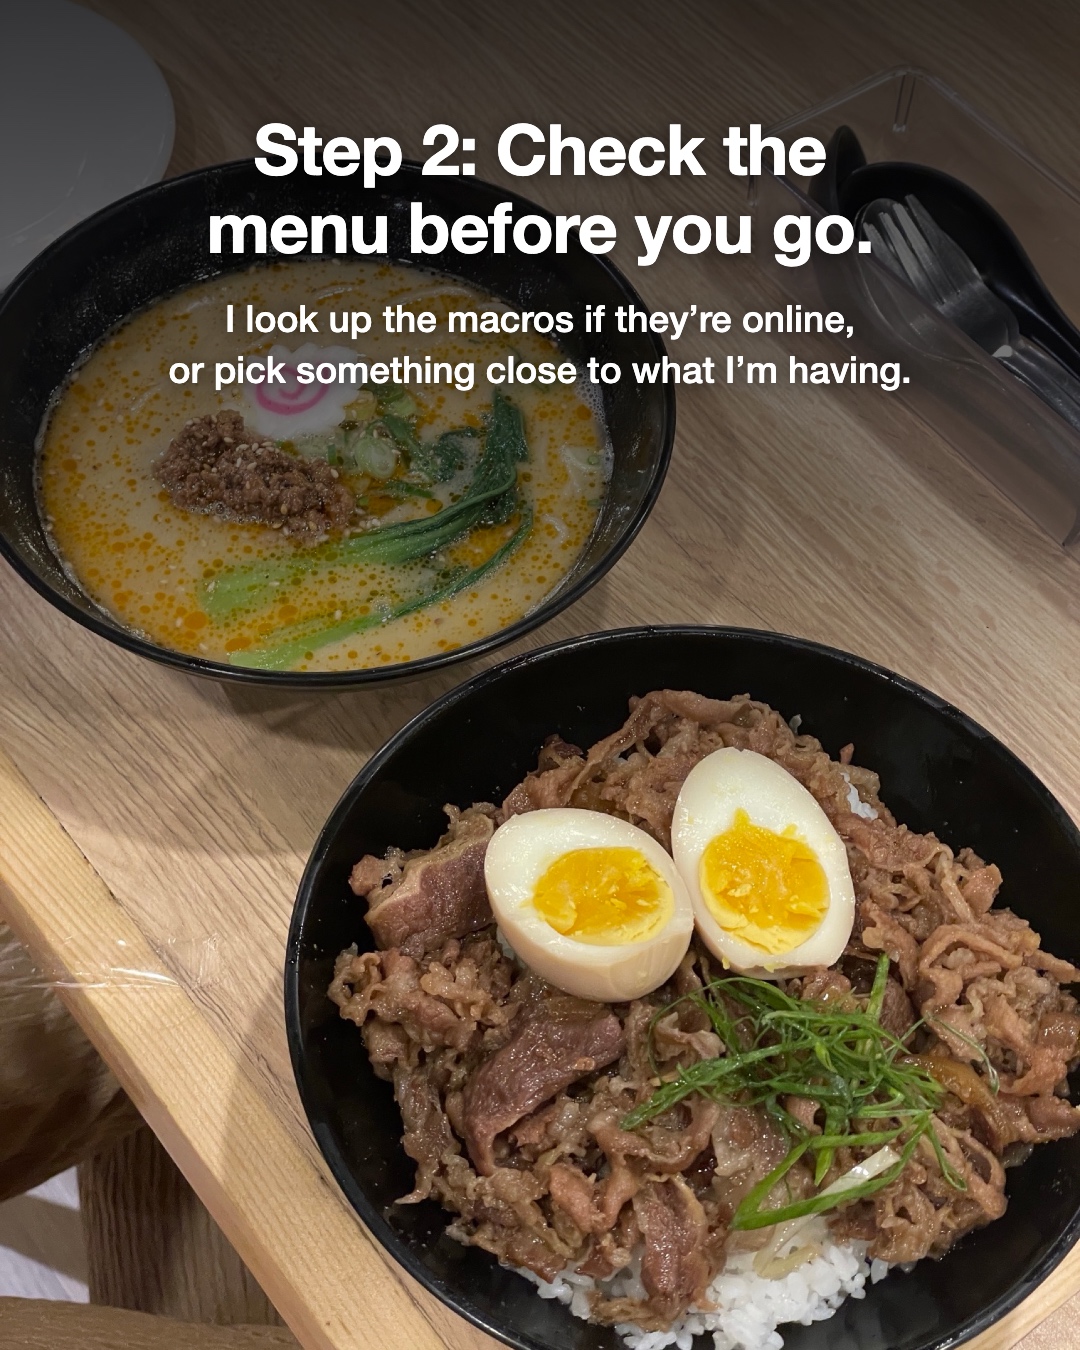 Step 2: Check the
menu before you go.
I look up the macros if they’re online,
or pick something close to what I’m having.